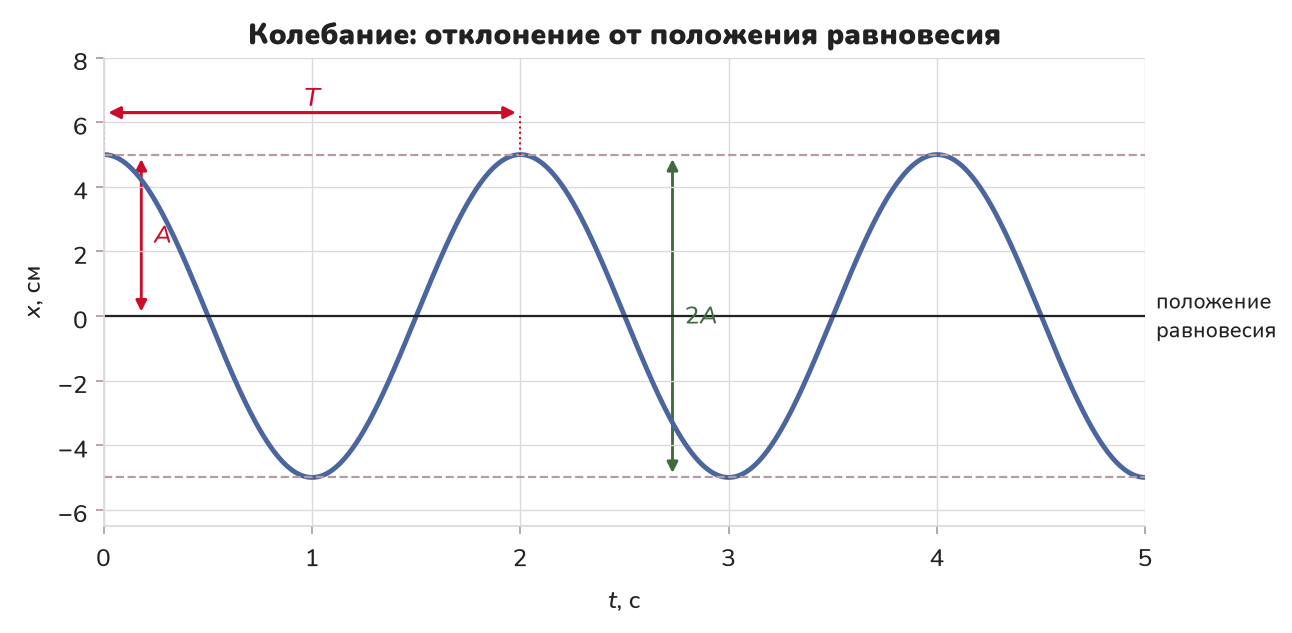 Колебание: отклонение от положения равновесия
8
6
4
2
0
−2
−4
−6
x, см
T
A
2A
положение
равновесия
0 1 2 3 4 5
t, с